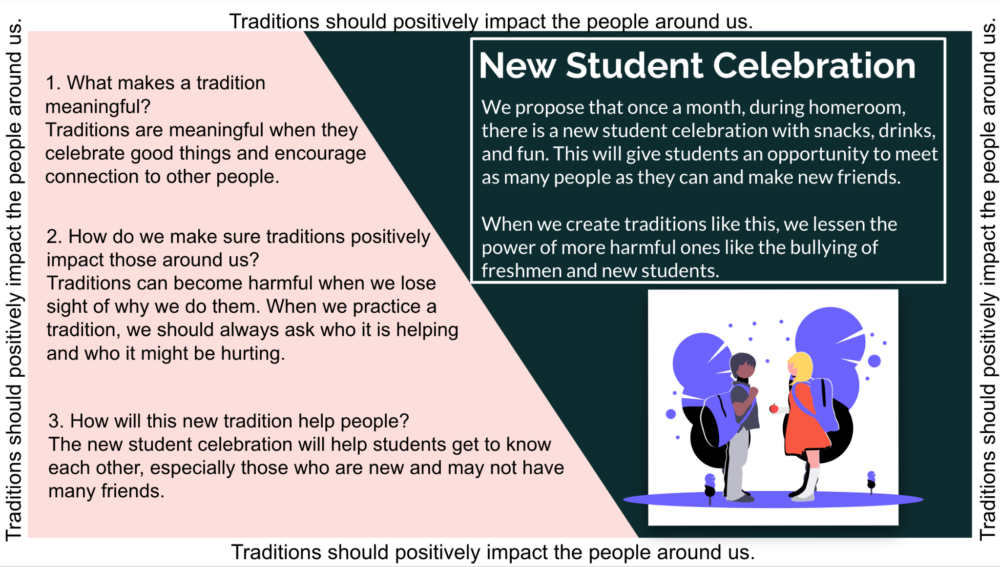 Traditions should positively impact the people around us.
Traditions should positively impact the people around us.
1. What makes a tradition
meaningful?
Traditions are meaningful when they
celebrate good things and encourage
connection to other people.
2. How do we make sure traditions positively
impact those around us?
Traditions can become harmful when we lose
sight of why we do them. When we practice a
tradition, we should always ask who it is helping
and who it might be hurting.
3. How will this new tradition help people?
The new student celebration will help students get to know
each other, especially those who are new and may not have
many friends.
New Student Celebration
We propose that once a month, during homeroom,
there is a new student celebration with snacks, drinks,
and fun. This will give students an opportunity to meet
as many people as they can and make new friends.
When we create traditions like this, we lessen the
power of more harmful ones like the bullying of
freshmen and new students.
Traditions should positively impact the people around us.
Traditions should positively impact the people around us.